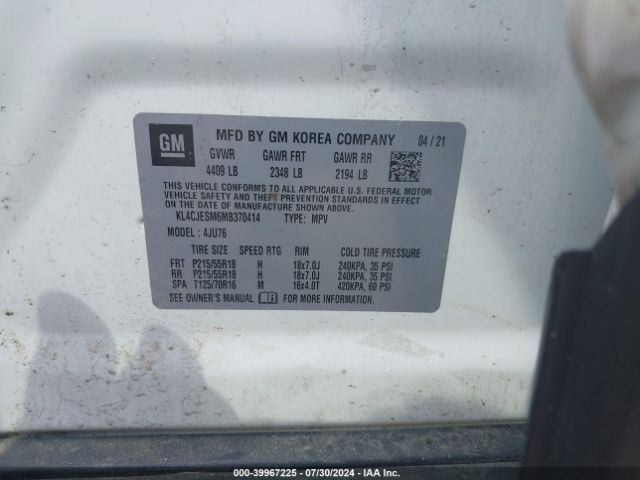 GM MFD BY GM KOREA COMPANY 04 / 21
GVWR GAWR FRT GAWR RR
4409 LB 2348 LB 2194 LB
THIS VEHICLE CONFORMS TO ALL APPLICABLE U.S. FEDERAL MOTOR
VEHICLE SAFETY AND THEFT PREVENTION STANDARDS IN EFFECT ON
THE DATE OF MANUFACTURE SHOWN ABOVE.
KL4CJESM6MB370414 TYPE: MPV
MODEL : 4JU76
TIRE SIZE SPEED RTG RIM COLD TIRE PRESSURE
FRT P215/55R18 H 18x7.0J 240KPA, 35 PSI
RR P215/55R18 H 18x7.0J 240KPA, 35 PSI
SPA T125/70R16 M 16x4.0T 420KPA, 60 PSI
SEE OWNER'S MANUAL FOR MORE INFORMATION
000-39967225 - 07/30/2024 - IAA Inc.